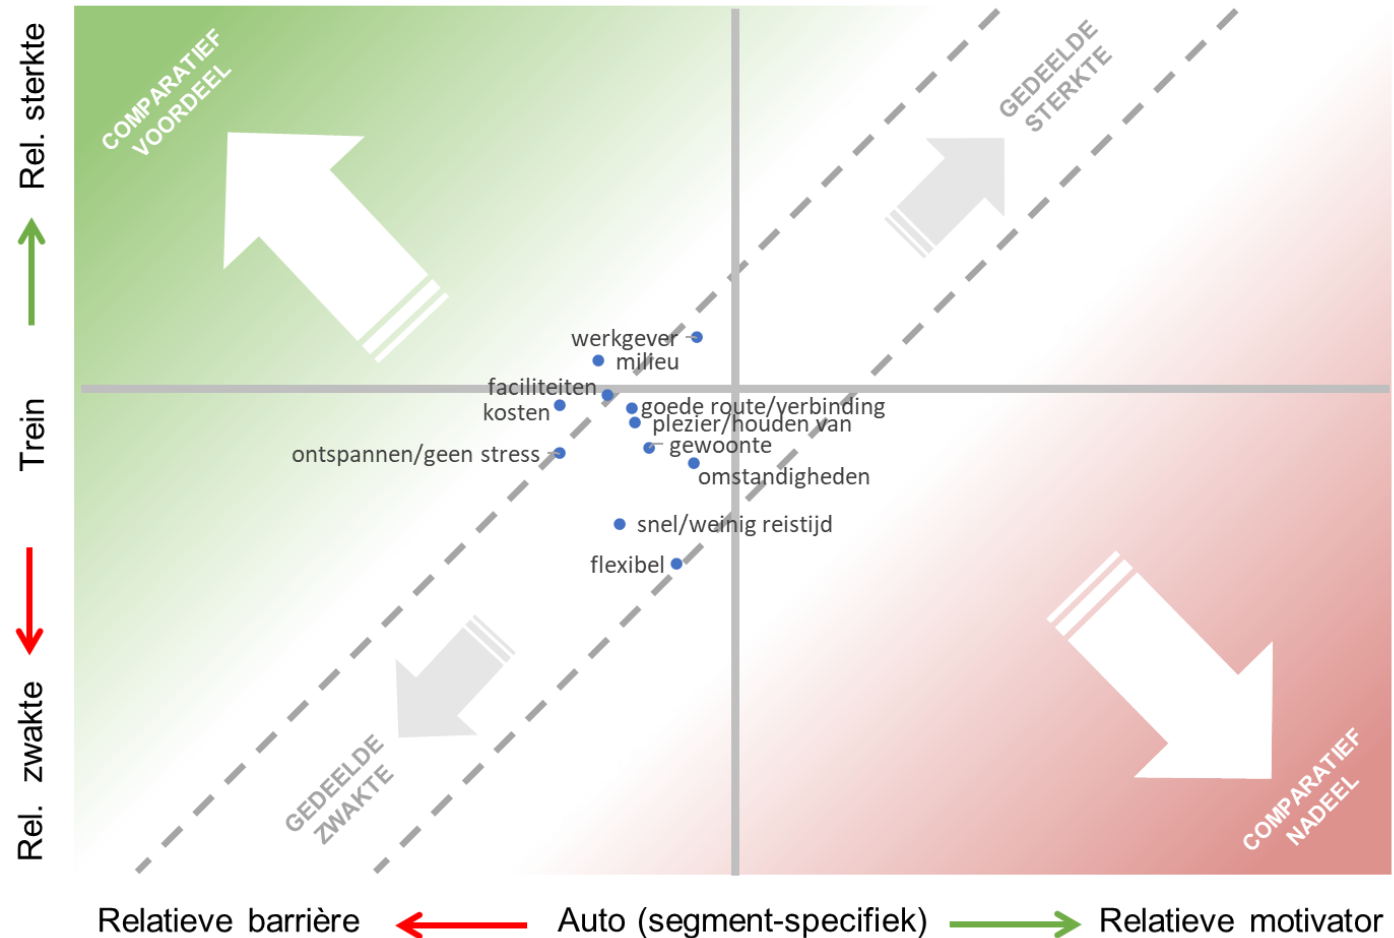 Rel. sterkte
Trein
Rel. zwakte
COMPARATIEF
VOORDEEL
GEDEELDE
STERKTE
werkgever
milieu
faciliteiten
kosten
goede route/verbinding
plezier/houden van
gewoonte
ontspannen/geen stress
omstandigheden
snel/weinig reistijd
flexibel
GEDEELDE
ZWAKTE
COMPARATIEF
NADEEL
Relatieve barrière
Auto (segment-specifiek)
Relatieve motivator